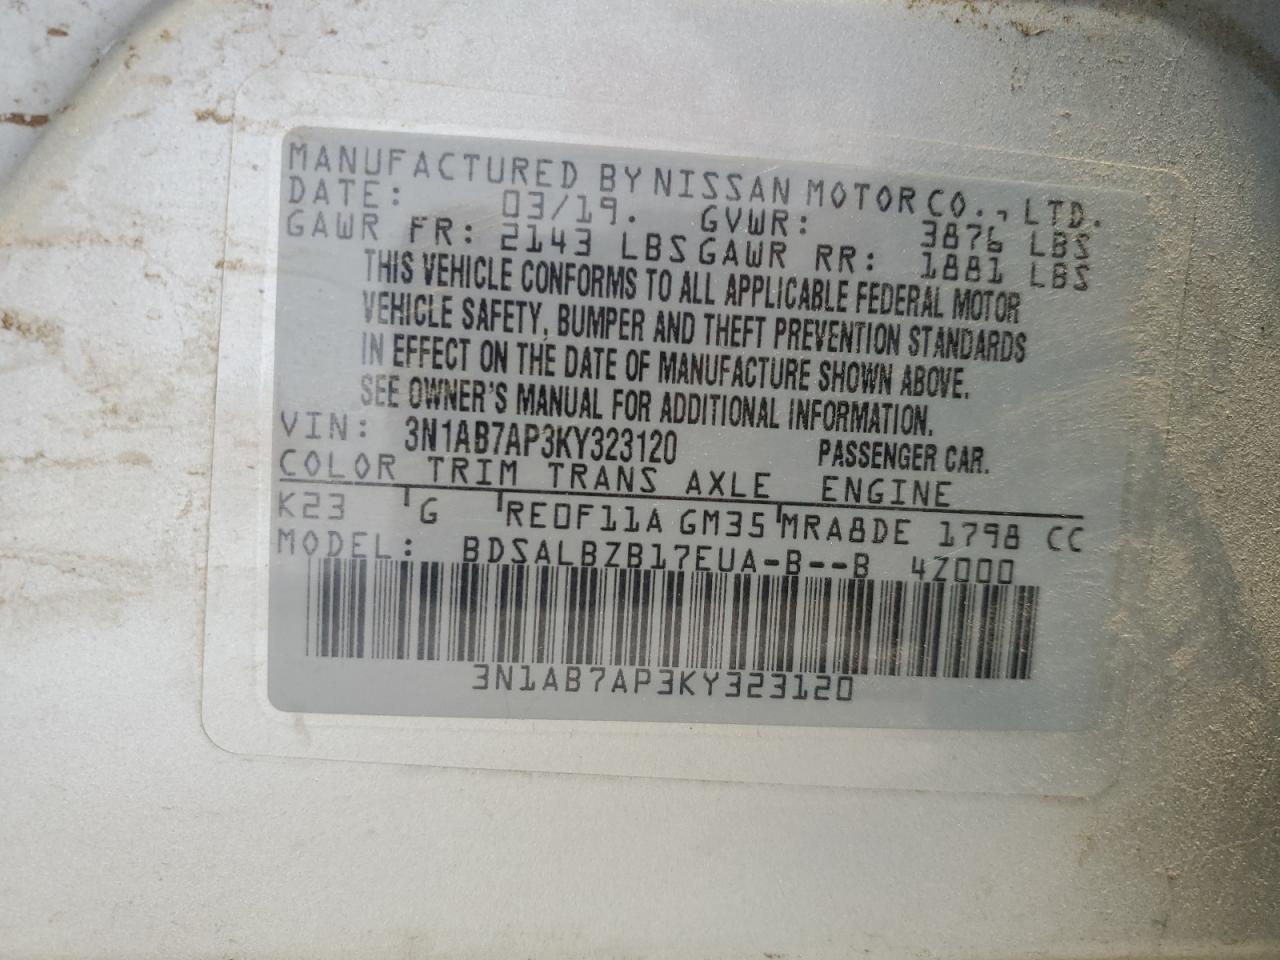 MANUFACTURED BY NISSAN MOTOR CO., LTD.
DATE: 03/19. GVWR: 3876 LBS
GAWR FR: 2143 LBS GAWR RR: 1881 LBS
THIS VEHICLE CONFORMS TO ALL APPLICABLE FEDERAL MOTOR
VEHICLE SAFETY, BUMPER AND THEFT PREVENTION STANDARDS
IN EFFECT ON THE DATE OF MANUFACTURE SHOWN ABOVE.
SEE OWNER'S MANUAL FOR ADDITIONAL INFORMATION.
VIN: 3N1AB7AP3KY323120 PASSENGER CAR.
COLOR TRIM TRANS AXLE ENGINE
K23 G RE0F11A GM35 MRA8DE 1798 CC
MODEL: BDSALBZB17EUA-B--B 4Z000
3N1AB7AP3KY323120